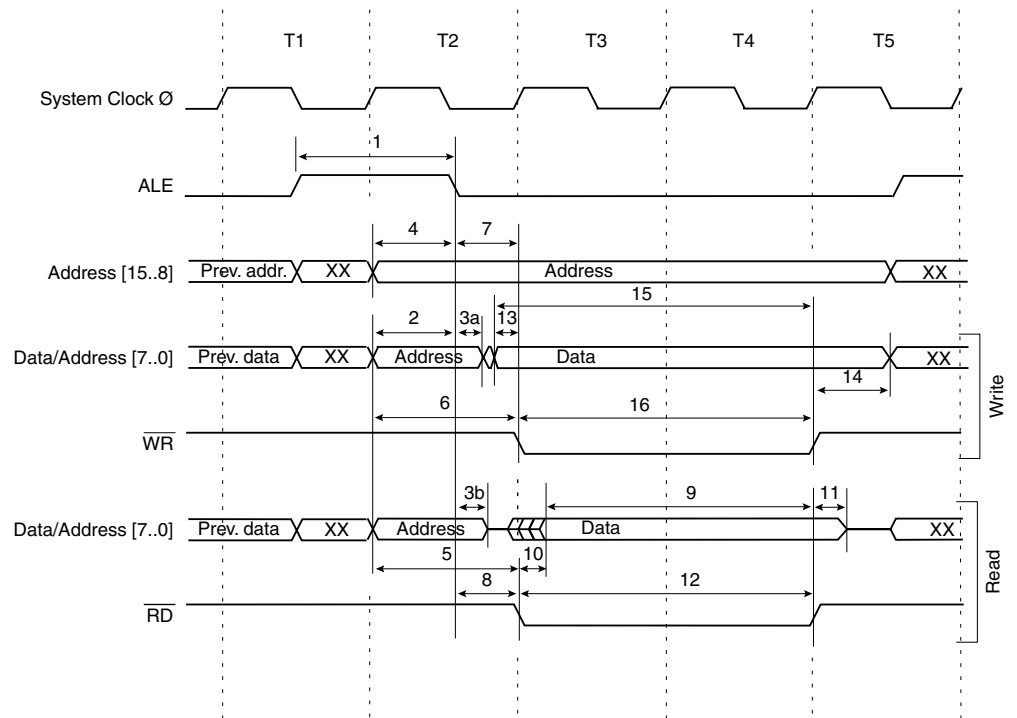 T1 T2 T3 T4 T5
System Clock Ø
1
ALE
4 7
Address [15..8] Prev. addr. XX Address XX
15
2 3a 13
Data/Address [7..0] Prev. data XX Address Data XX
14
6 16
WR
Write
3b 9 11
Data/Address [7..0] Prev. data XX Address Data XX
5 10
8 12
RD
Read